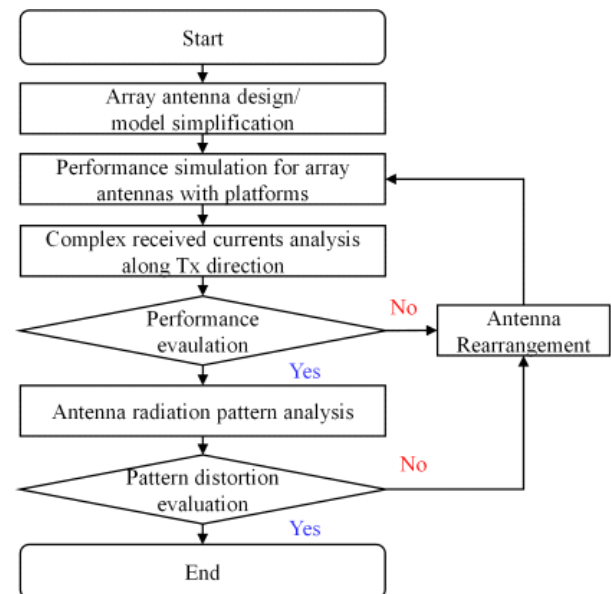 Start
Array antenna design/
model simplification
Performance simulation for array
antennas with platforms
Complex received currents analysis
along Tx direction
Performance
evaulation
No
Antenna
Rearrangement
Yes
Antenna radiation pattern analysis
Pattern distortion
evaluation
No
Yes
End